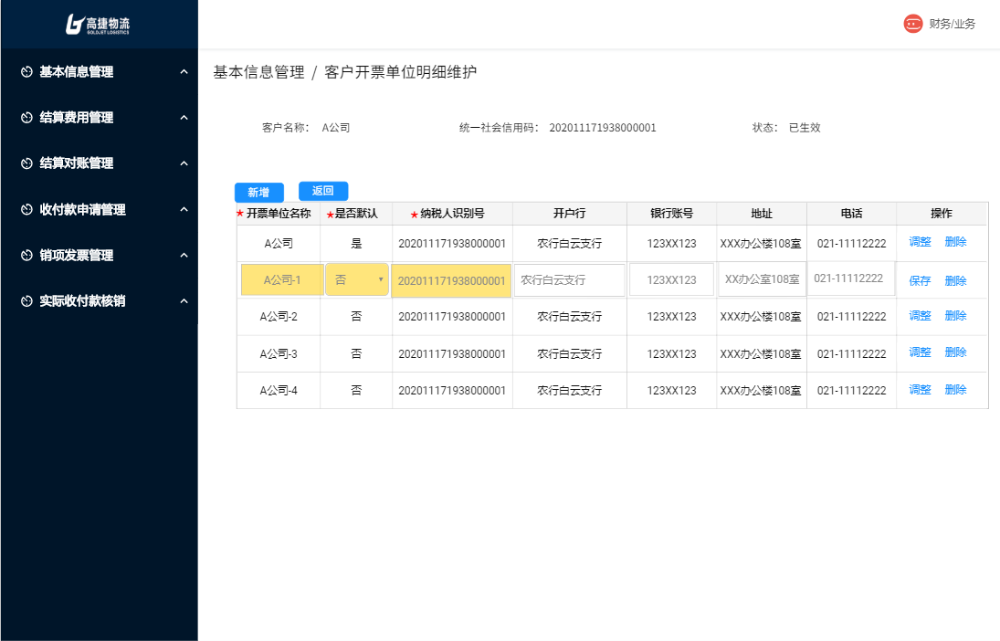 高捷物流
GOLDJET LOGISTICS
财务/业务
基本信息管理
结算费用管理
结算对账管理
收付款申请管理
销项发票管理
实际收付款核销
基本信息管理 / 客户开票单位明细维护
客户名称： A公司 统一社会信用码： 202011171938000001 状态： 已生效
新增 返回
★开票单位名称 ★是否默认 ★纳税人识别号 开户行 银行账号 地址 电话 操作
A公司 是 202011171938000001 农行白云支行 123XX123 XXX办公楼108室 021-11112222 调整 删除
A公司-1 否 202011171938000001 农行白云支行 123XX123 XX办公室108室 021-11112222 保存 删除
A公司-2 否 202011171938000001 农行白云支行 123XX123 XXX办公楼108室 021-11112222 调整 删除
A公司-3 否 202011171938000001 农行白云支行 123XX123 XXX办公楼108室 021-11112222 调整 删除
A公司-4 否 202011171938000001 农行白云支行 123XX123 XXX办公楼108室 021-11112222 调整 删除